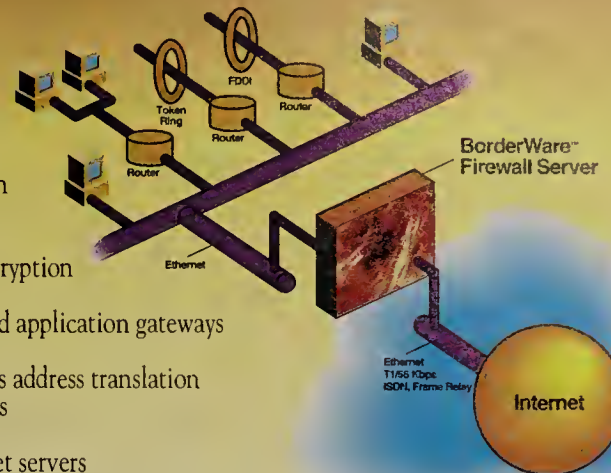 FDDI
Router
Token
Ring
Router
Router
BorderWare™
Firewall Server
n
Ethernet
ryption
d application gateways
s address translation
s
et servers
Ethernet
T1/56 Kbps
ISDN, Frame Relay
Internet